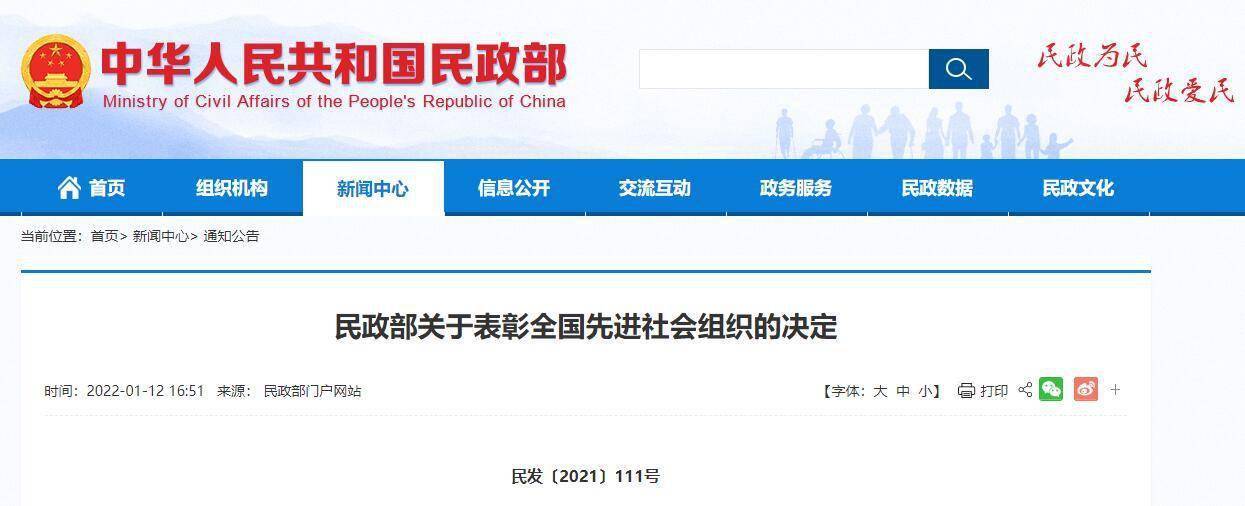 中华人民共和国民政部
Ministry of Civil Affairs of the People's Republic of China
民政为民
民政爱民
首页 组织机构 新闻中心 信息公开 交流互动 政务服务 民政数据 民政文化
当前位置：首页> 新闻中心> 通知公告
民政部关于表彰全国先进社会组织的决定
时间：2022-01-12 16:51 来源： 民政部门户网站 【字体：大 中 小】 打印
民发〔2021〕111号